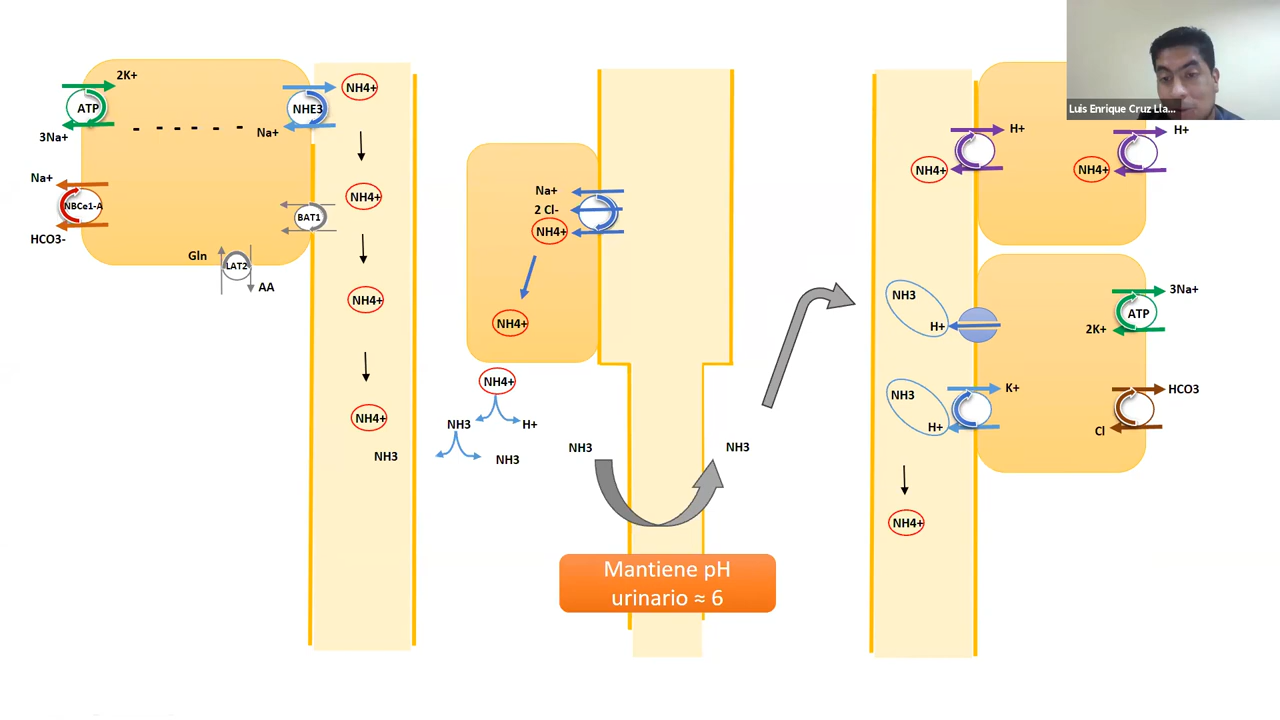 2K+
ATP
3Na+
NHE3
Na+
NH4+
Na+
NBCe1-A
HCO3-
BAT1
Gln
LAT2
AA
NH4+
NH4+
NH4+
NH3
Na+
2 Cl-
NH4+
NH4+
NH4+
NH3
H+
NH3
NH3
NH3
Mantiene pH
urinario ≈ 6
Luis Enrique Cruz Lla...
H+
NH4+
H+
NH4+
NH3
H+
3Na+
ATP
2K+
NH3
H+
K+
HCO3
Cl
NH4+